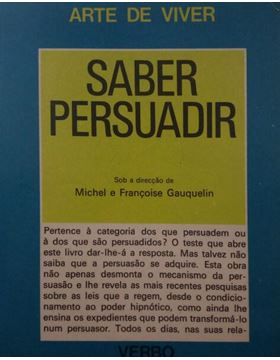 ARTE DE VIVER
SABER
PERSUADIR
Sob a direcção de
Michel e Françoise Gauquelin
Pertence à categoria dos que persuadem ou
à dos que são persuadidos? O teste que abre
este livro dar-lhe-á a resposta. Mas talvez não
saiba que a persuasão se adquire. Esta obra
não apenas desmonta o mecanismo da per-
suasão e lhe revela as mais recentes pesquisas
sobre as leis que a regem, desde o condicio-
namento ao poder hipnótico, como ainda lhe
ensina os expedientes que podem transformá-lo
num persuasor. Todos os dias, nas suas rela-
VERBO